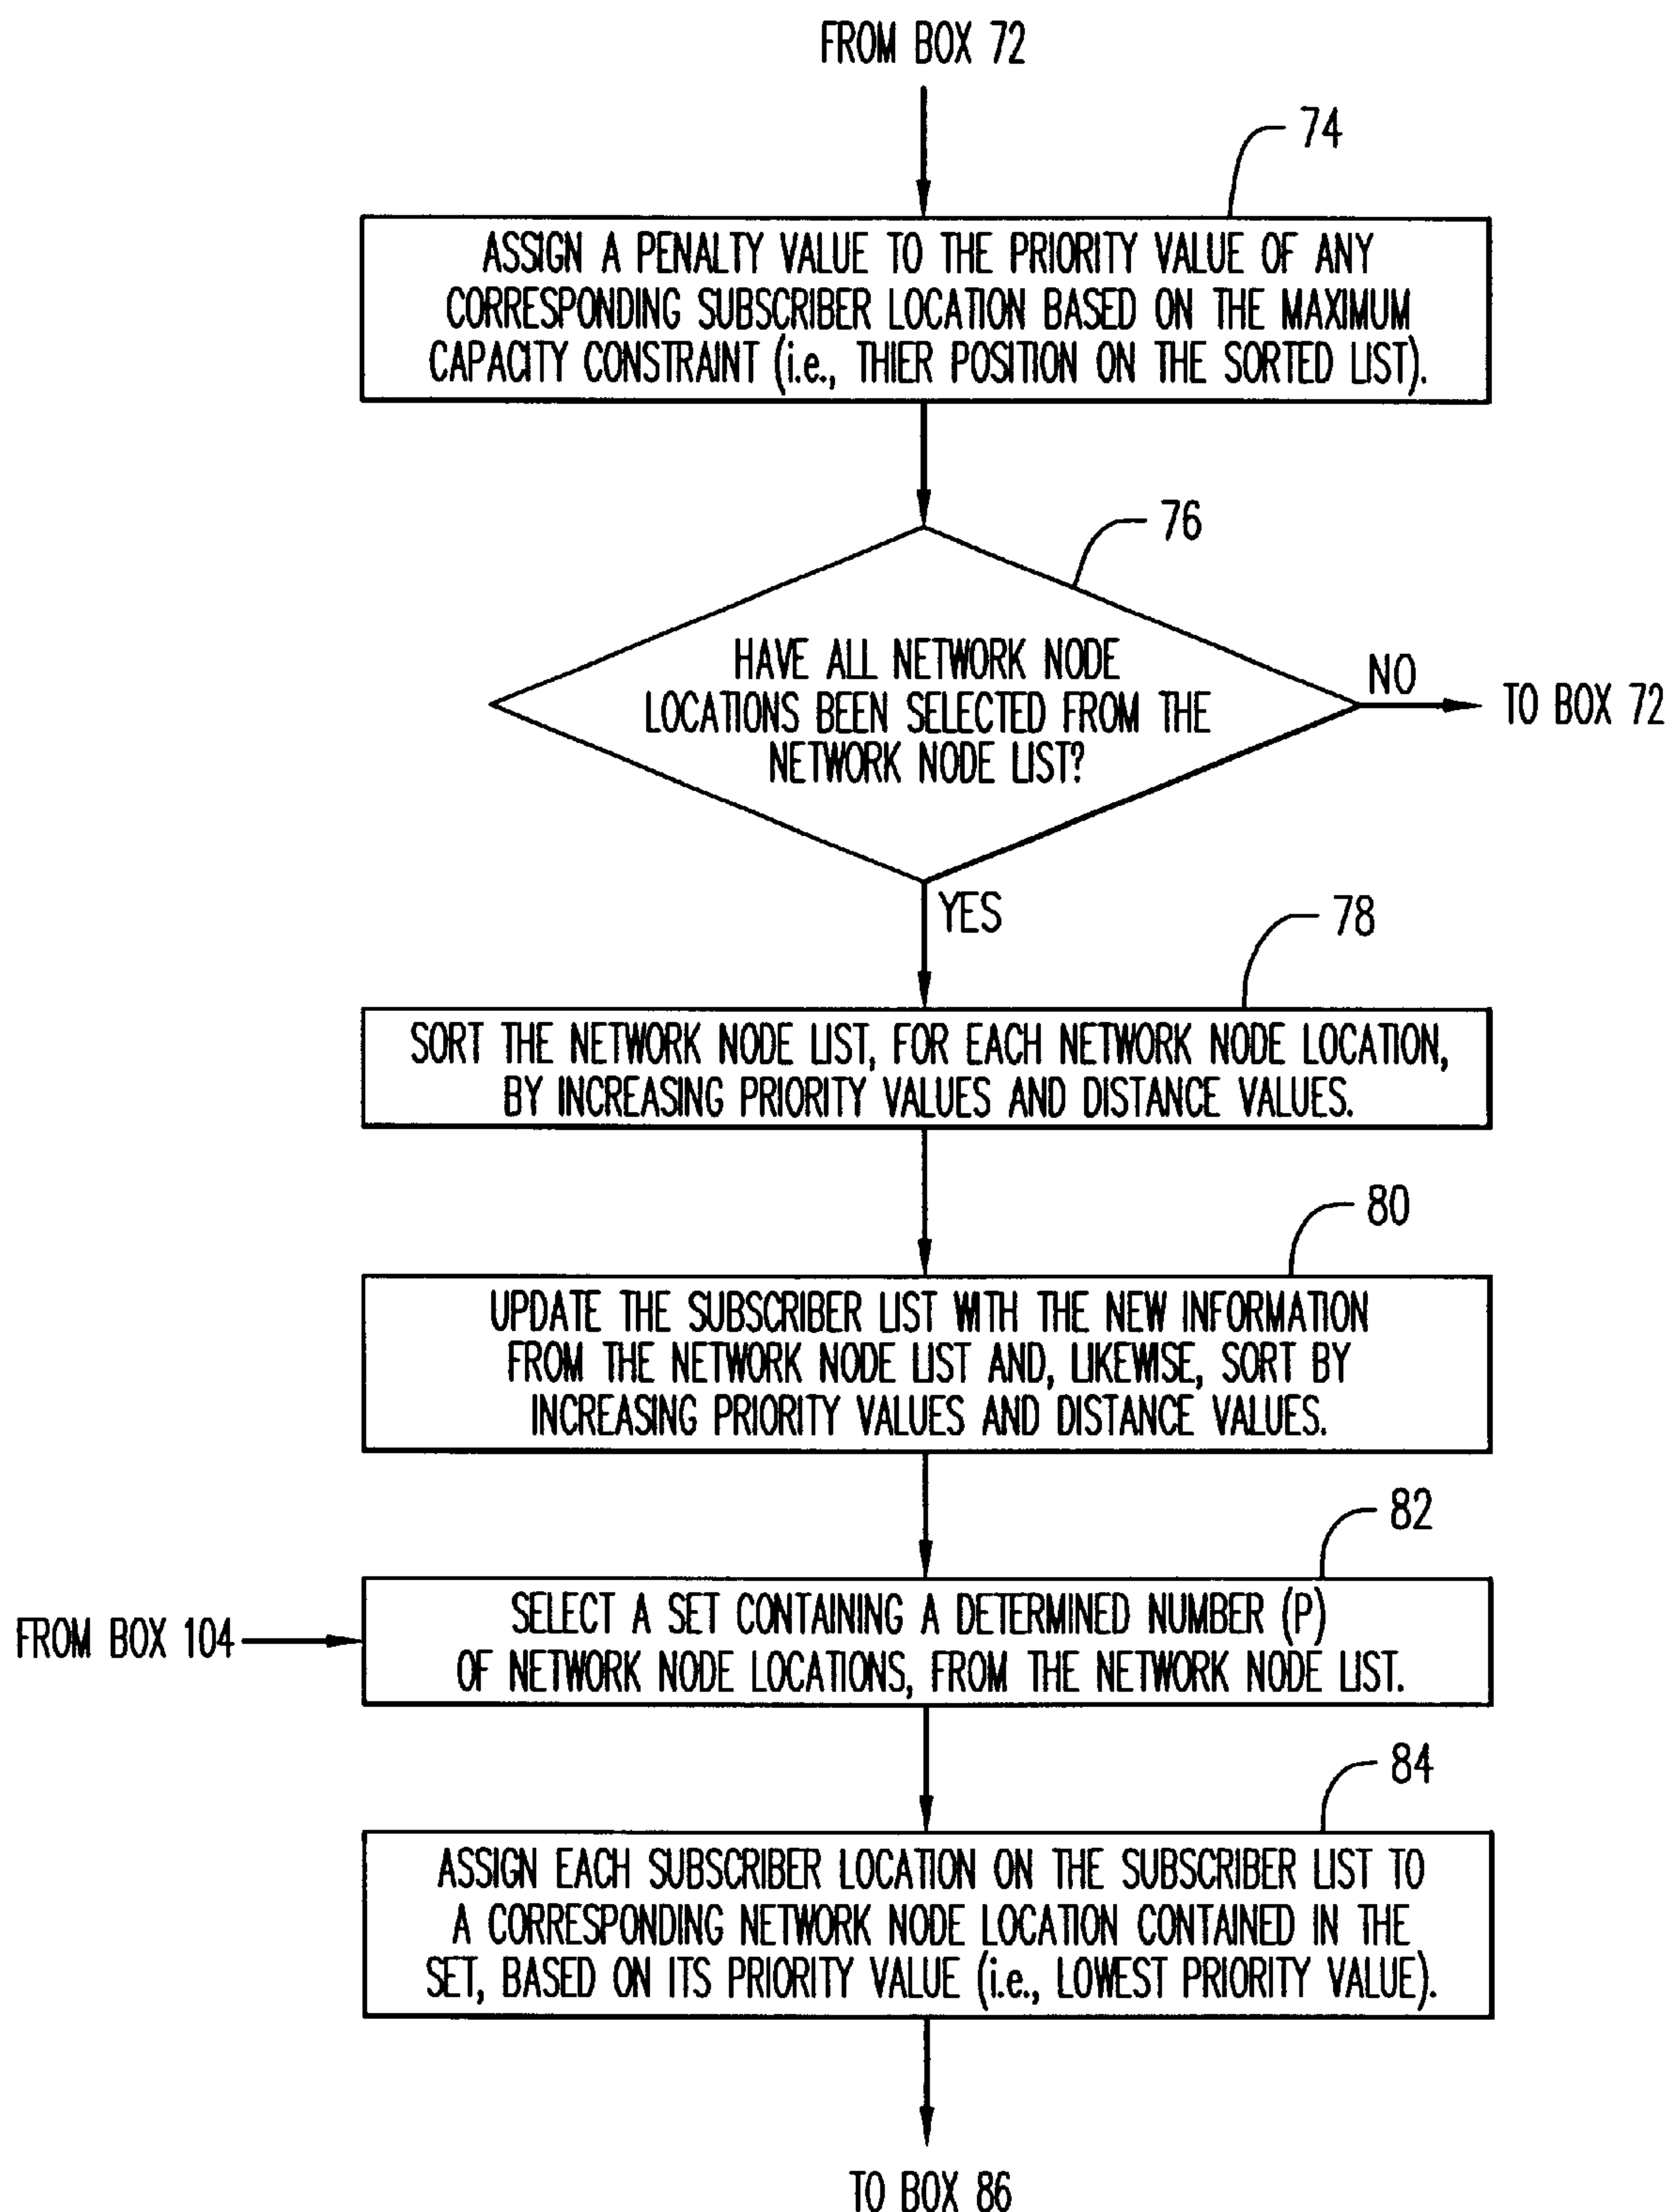 FROM BOX 72
74
ASSIGN A PENALTY VALUE TO THE PRIORITY VALUE OF ANY
CORRESPONDING SUBSCRIBER LOCATION BASED ON THE MAXIMUM
CAPACITY CONSTRAINT (i.e., THIER POSITION ON THE SORTED LIST).
76
HAVE ALL NETWORK NODE
LOCATIONS BEEN SELECTED FROM THE
NETWORK NODE LIST?
NO
TO BOX 72
YES
78
SORT THE NETWORK NODE LIST, FOR EACH NETWORK NODE LOCATION,
BY INCREASING PRIORITY VALUES AND DISTANCE VALUES.
80
UPDATE THE SUBSCRIBER LIST WITH THE NEW INFORMATION
FROM THE NETWORK NODE LIST AND, LIKEWISE, SORT BY
INCREASING PRIORITY VALUES AND DISTANCE VALUES.
82
FROM BOX 104
SELECT A SET CONTAINING A DETERMINED NUMBER (P)
OF NETWORK NODE LOCATIONS, FROM THE NETWORK NODE LIST.
84
ASSIGN EACH SUBSCRIBER LOCATION ON THE SUBSCRIBER LIST TO
A CORRESPONDING NETWORK NODE LOCATION CONTAINED IN THE
SET, BASED ON ITS PRIORITY VALUE (i.e., LOWEST PRIORITY VALUE).
TO BOX 86